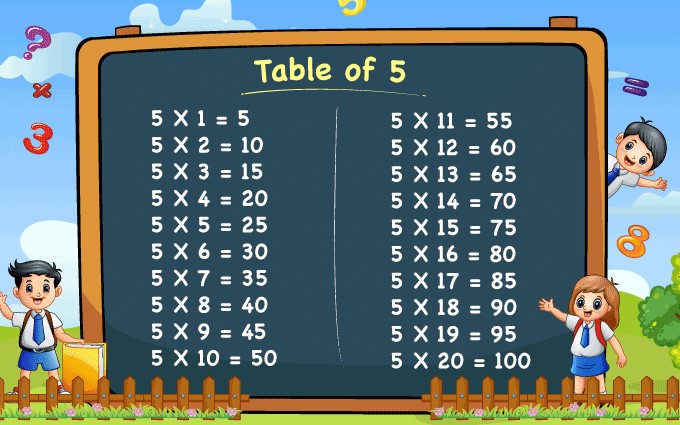 5
?
x
3
=
8
Table of 5
5 X 1 = 5
5 X 2 = 10
5 X 3 = 15
5 X 4 = 20
5 X 5 = 25
5 X 6 = 30
5 X 7 = 35
5 X 8 = 40
5 X 9 = 45
5 X 10 = 50
5 X 11 = 55
5 X 12 = 60
5 X 13 = 65
5 X 14 = 70
5 X 15 = 75
5 X 16 = 80
5 X 17 = 85
5 X 18 = 90
5 X 19 = 95
5 X 20 = 100